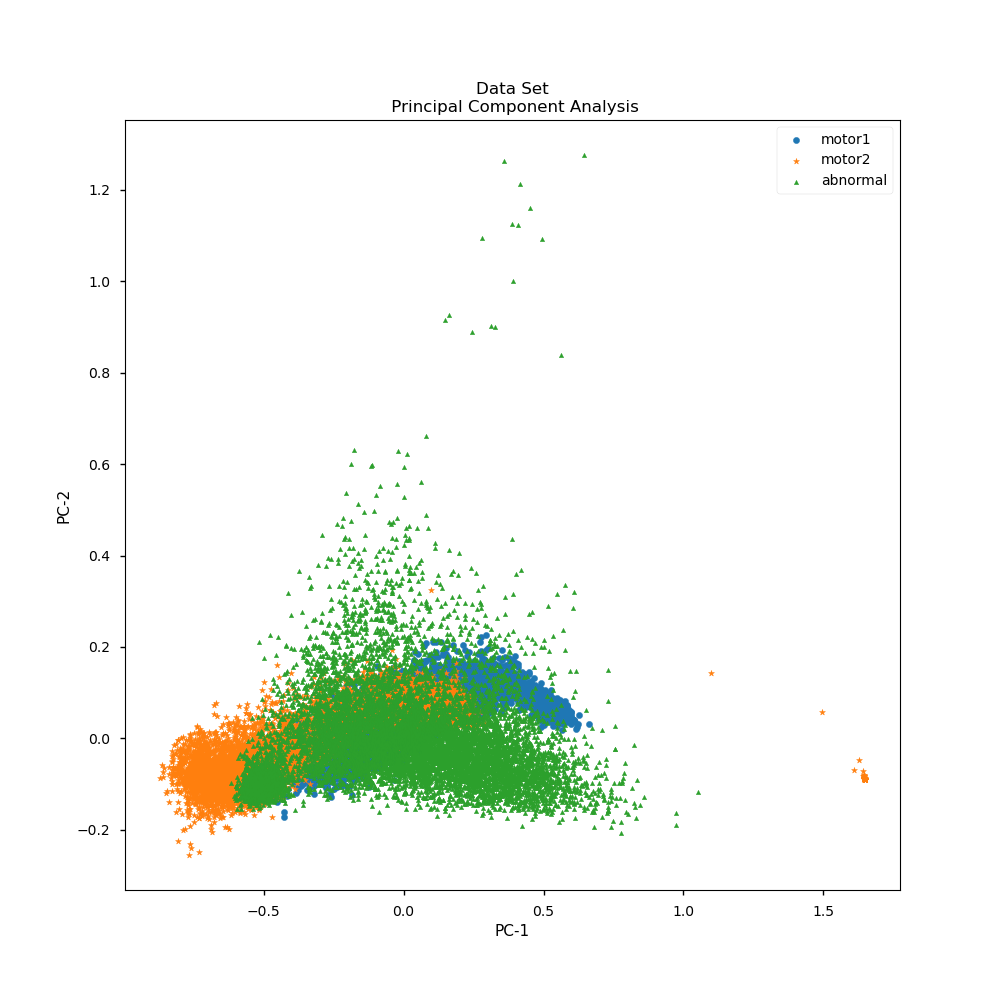 Data Set
Principal Component Analysis
motor1
motor2
abnormal
1.2
1.0
0.8
0.6
0.4
0.2
0.0
−0.2
PC-2
−0.5
0.0
0.5
1.0
1.5
PC-1